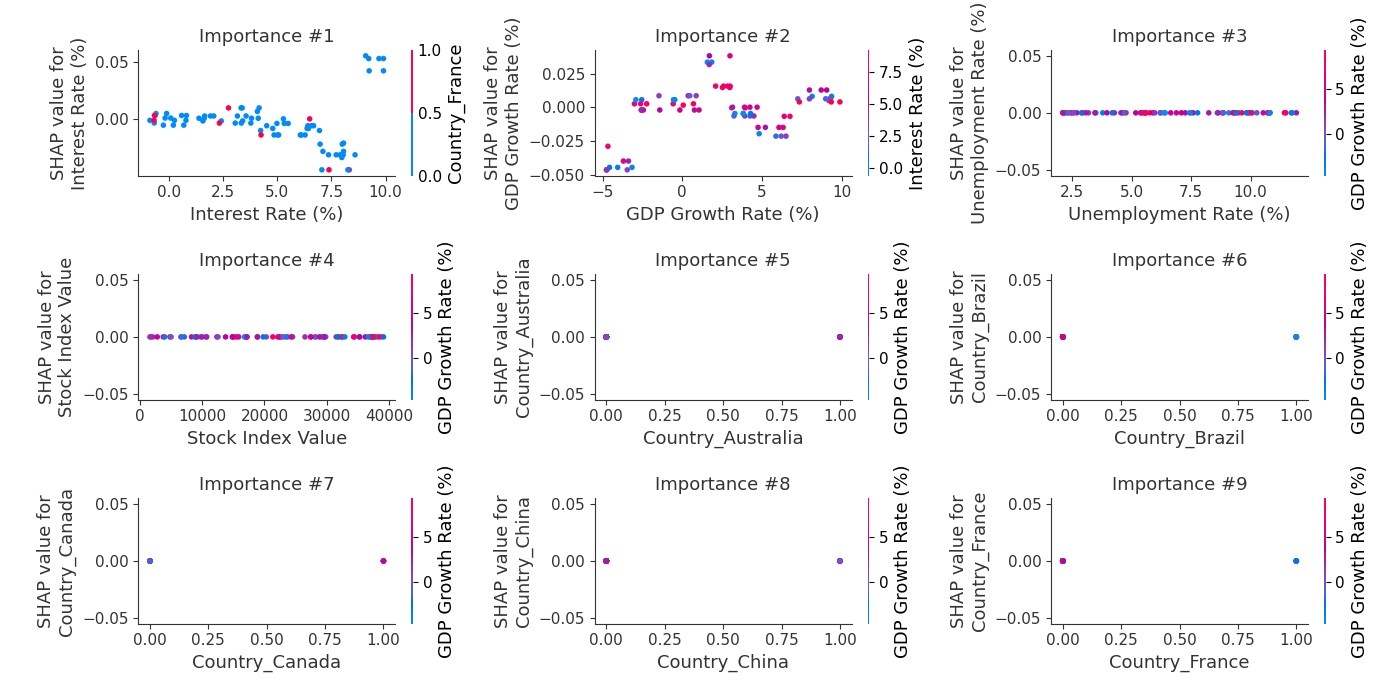 Importance #1
SHAP value for
Interest Rate (%)
0.05
0.00
0.0
2.5
5.0
7.5
10.0
Interest Rate (%)
1.0
0.5
0.0
Country_France
Importance #2
SHAP value for
GDP Growth Rate (%)
0.025
0.000
−0.025
−0.050
−5
0
5
10
GDP Growth Rate (%)
7.5
5.0
2.5
0.0
Interest Rate (%)
Importance #3
SHAP value for
Unemployment Rate (%)
0.05
0.00
−0.05
2.5
5.0
7.5
10.0
Unemployment Rate (%)
5
0
GDP Growth Rate (%)
Importance #4
SHAP value for
Stock Index Value
0.05
0.00
−0.05
0
10000
20000
30000
40000
Stock Index Value
5
0
GDP Growth Rate (%)
Importance #5
SHAP value for
Country_Australia
0.05
0.00
−0.05
0.00
0.25
0.50
0.75
1.00
Country_Australia
5
0
GDP Growth Rate (%)
Importance #6
SHAP value for
Country_Brazil
0.05
0.00
−0.05
0.00
0.25
0.50
0.75
1.00
Country_Brazil
5
0
GDP Growth Rate (%)
Importance #7
SHAP value for
Country_Canada
0.05
0.00
−0.05
0.00
0.25
0.50
0.75
1.00
Country_Canada
5
0
GDP Growth Rate (%)
Importance #8
SHAP value for
Country_China
0.05
0.00
−0.05
0.00
0.25
0.50
0.75
1.00
Country_China
5
0
GDP Growth Rate (%)
Importance #9
SHAP value for
Country_France
0.05
0.00
−0.05
0.00
0.25
0.50
0.75
1.00
Country_France
5
0
GDP Growth Rate (%)